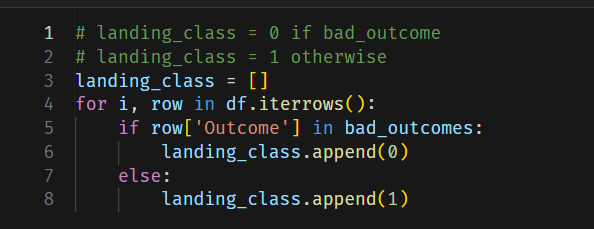 1 # landing_class = 0 if bad_outcome
2 # landing_class = 1 otherwise
3 landing_class = []
4 for i, row in df.iterrows():
5     if row['Outcome'] in bad_outcomes:
6         landing_class.append(0)
7     else:
8         landing_class.append(1)